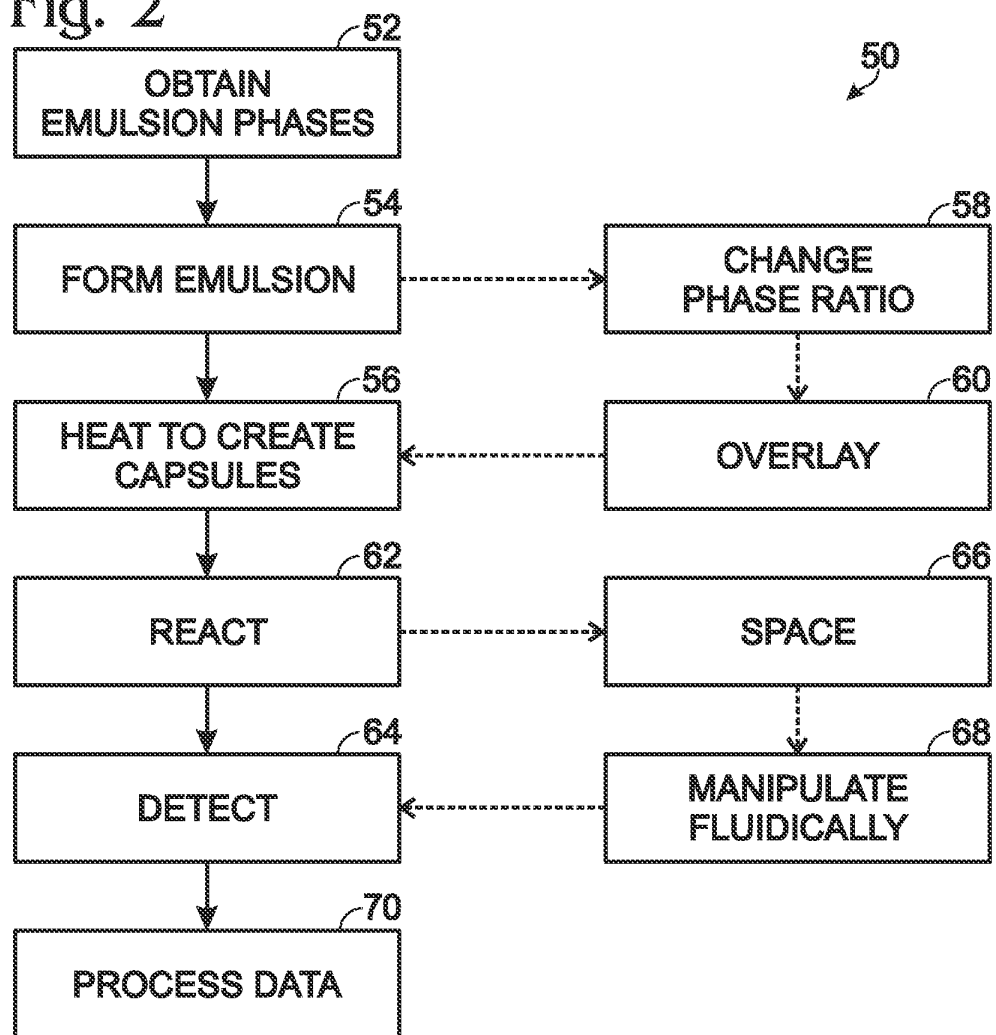 Fig. 2
52
OBTAIN
EMULSION PHASES
50
54
FORM EMULSION
58
CHANGE
PHASE RATIO
56
HEAT TO CREATE
CAPSULES
60
OVERLAY
62
REACT
66
SPACE
64
DETECT
68
MANIPULATE
FLUIDICALLY
70
PROCESS DATA